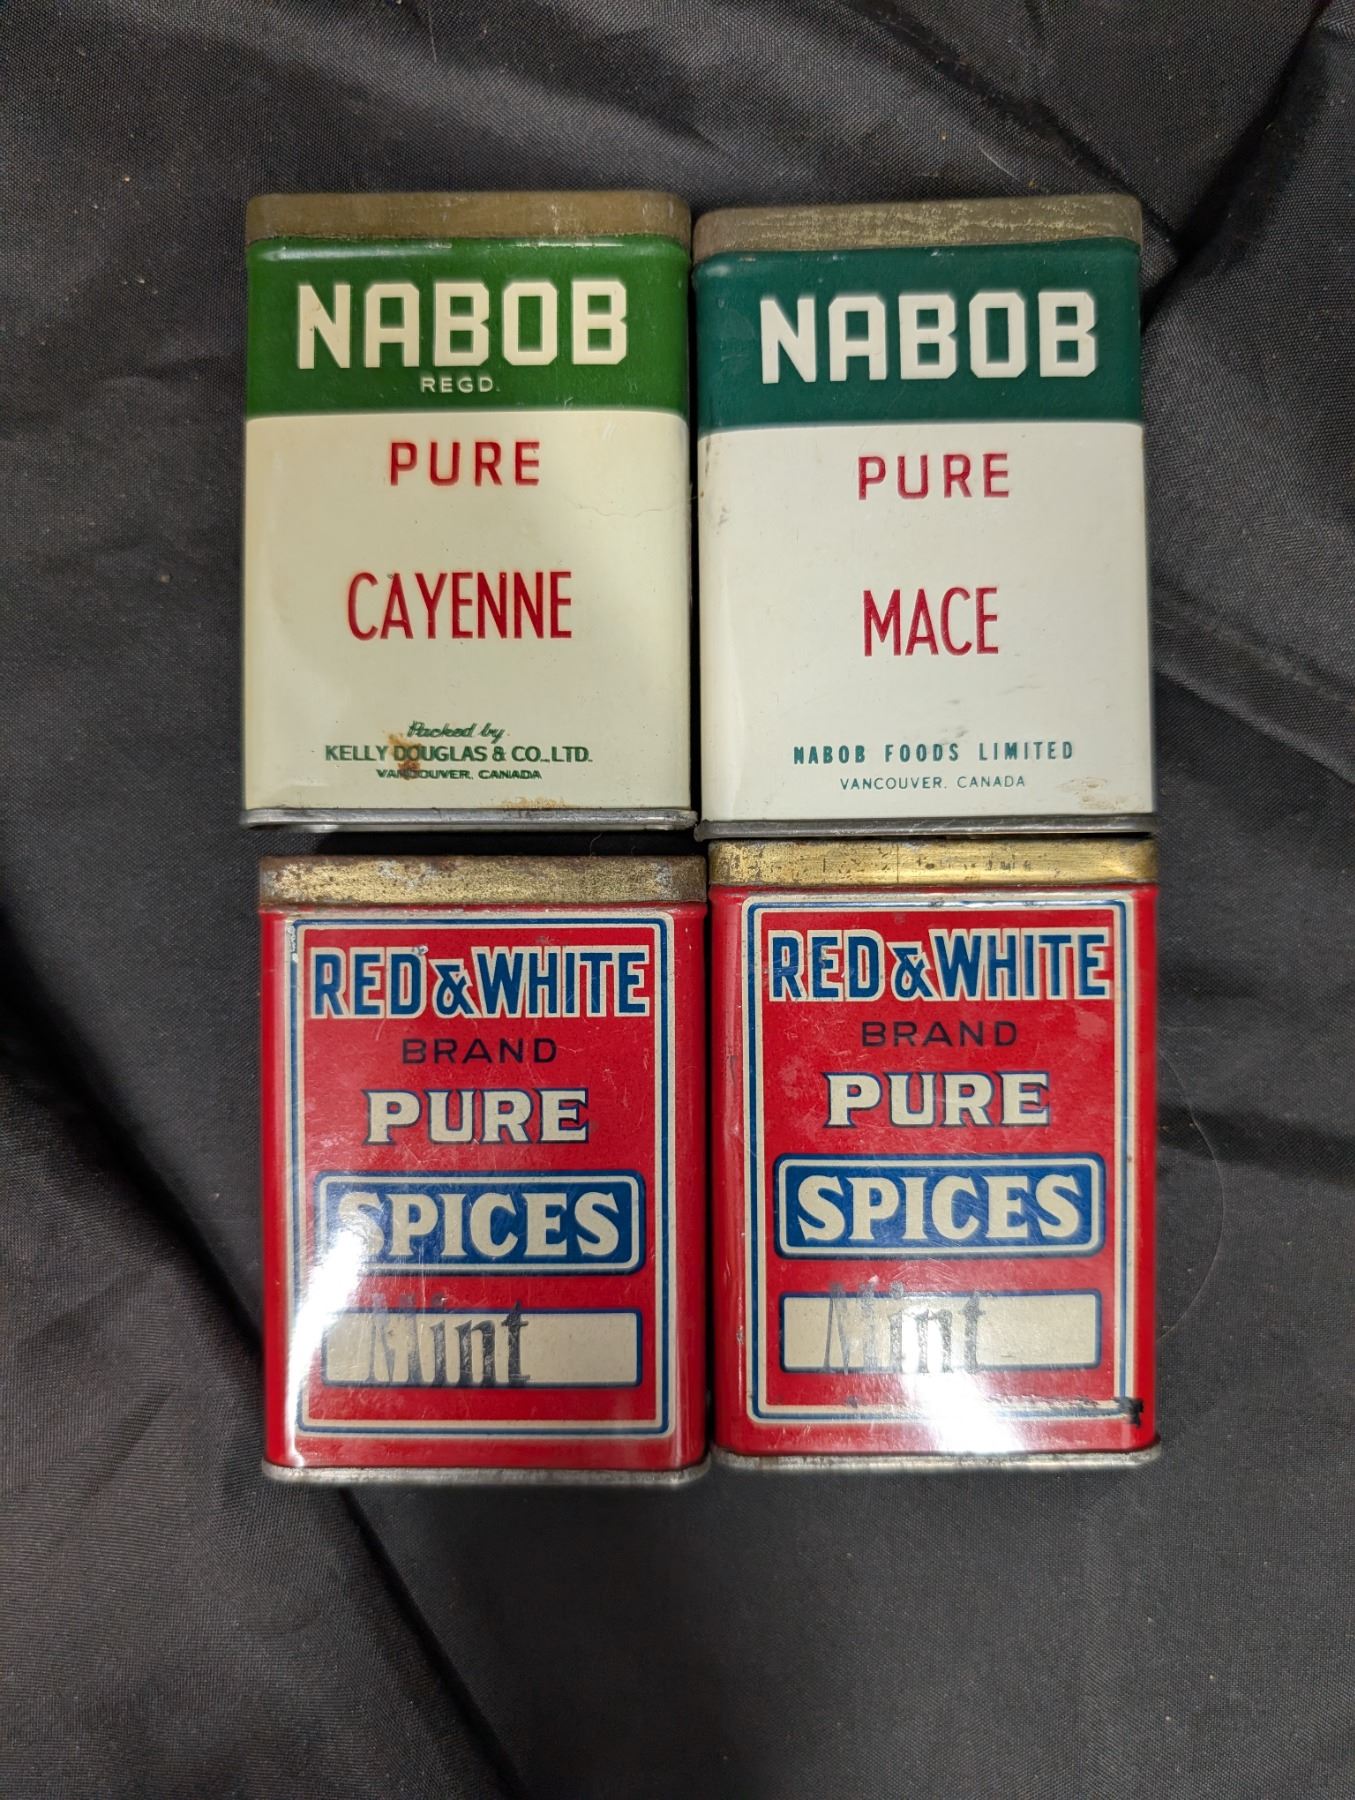 NABOB
REGD.
PURE
CAYENNE
Packed by
KELLY DOUGLAS & CO., LTD.
VANCOUVER, CANADA
NABOB
PURE
MACE
NABOB FOODS LIMITED
VANCOUVER, CANADA
RED & WHITE
BRAND
PURE
SPICES
Mint
RED & WHITE
BRAND
PURE
SPICES
Mint